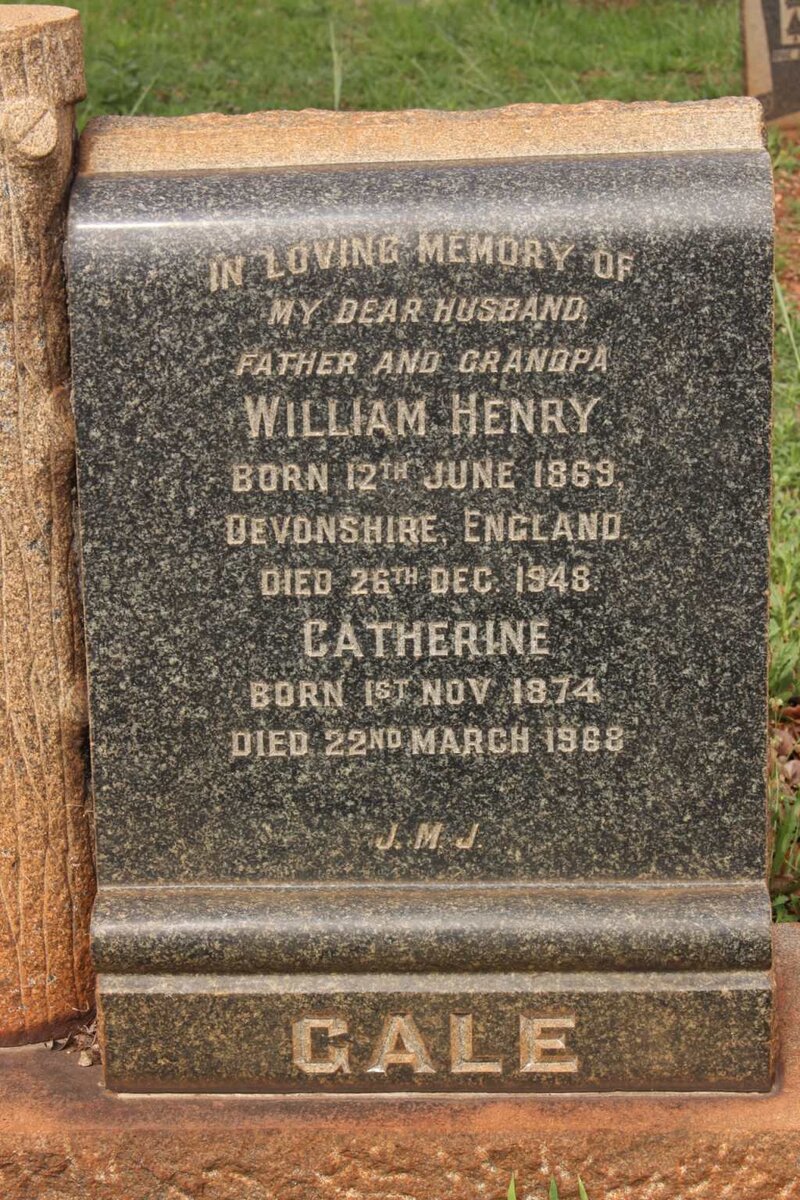 IN LOVING MEMORY OF
MY DEAR HUSBAND,
FATHER AND GRANDPA
WILLIAM HENRY
BORN 12TH JUNE 1869,
DEVONSHIRE, ENGLAND.
DIED 26TH DEC. 1948.
CATHERINE
BORN 1ST NOV 1874
DIED 22ND MARCH 1968
J. M. J.
GALE